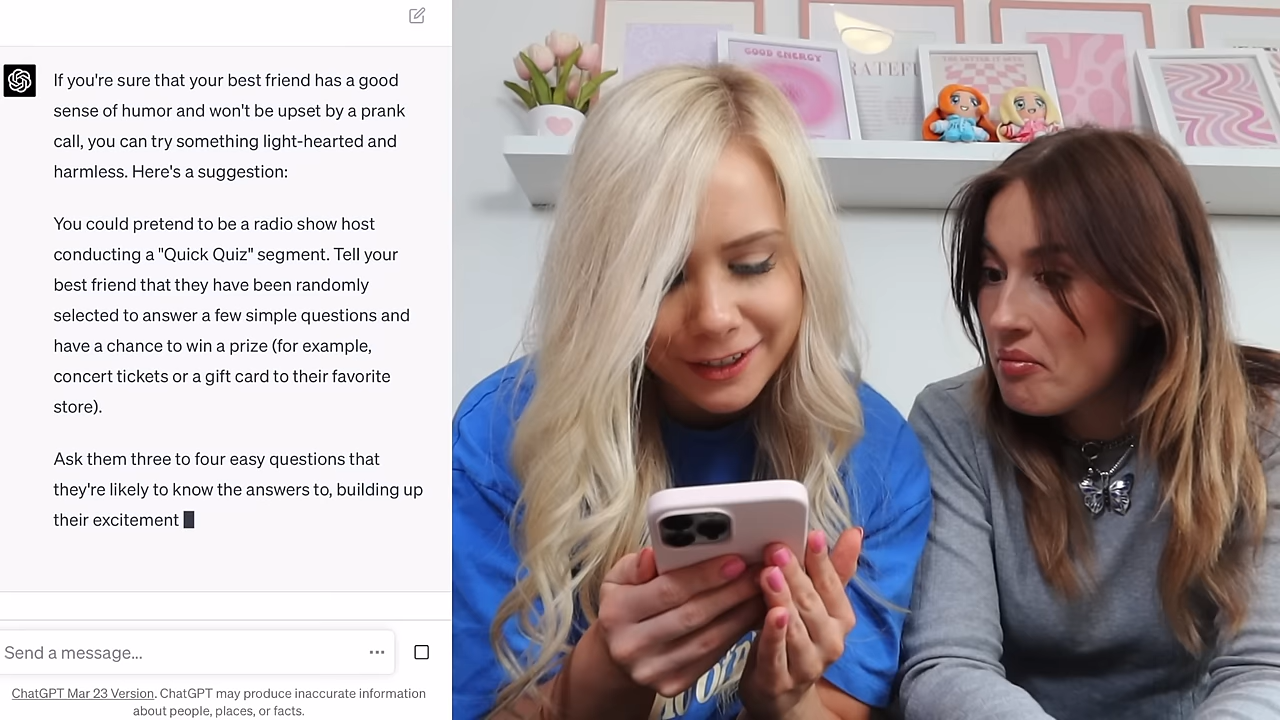 If you're sure that your best friend has a good
sense of humor and won't be upset by a prank
call, you can try something light-hearted and
harmless. Here's a suggestion:
You could pretend to be a radio show host
conducting a "Quick Quiz" segment. Tell your
best friend that they have been randomly
selected to answer a few simple questions and
have a chance to win a prize (for example,
concert tickets or a gift card to their favorite
store).
Ask them three to four easy questions that
they're likely to know the answers to, building up
their excitement
Send a message...
ChatGPT Mar 23 Version. ChatGPT may produce inaccurate information
about people, places, or facts.
GOOD ENERGY